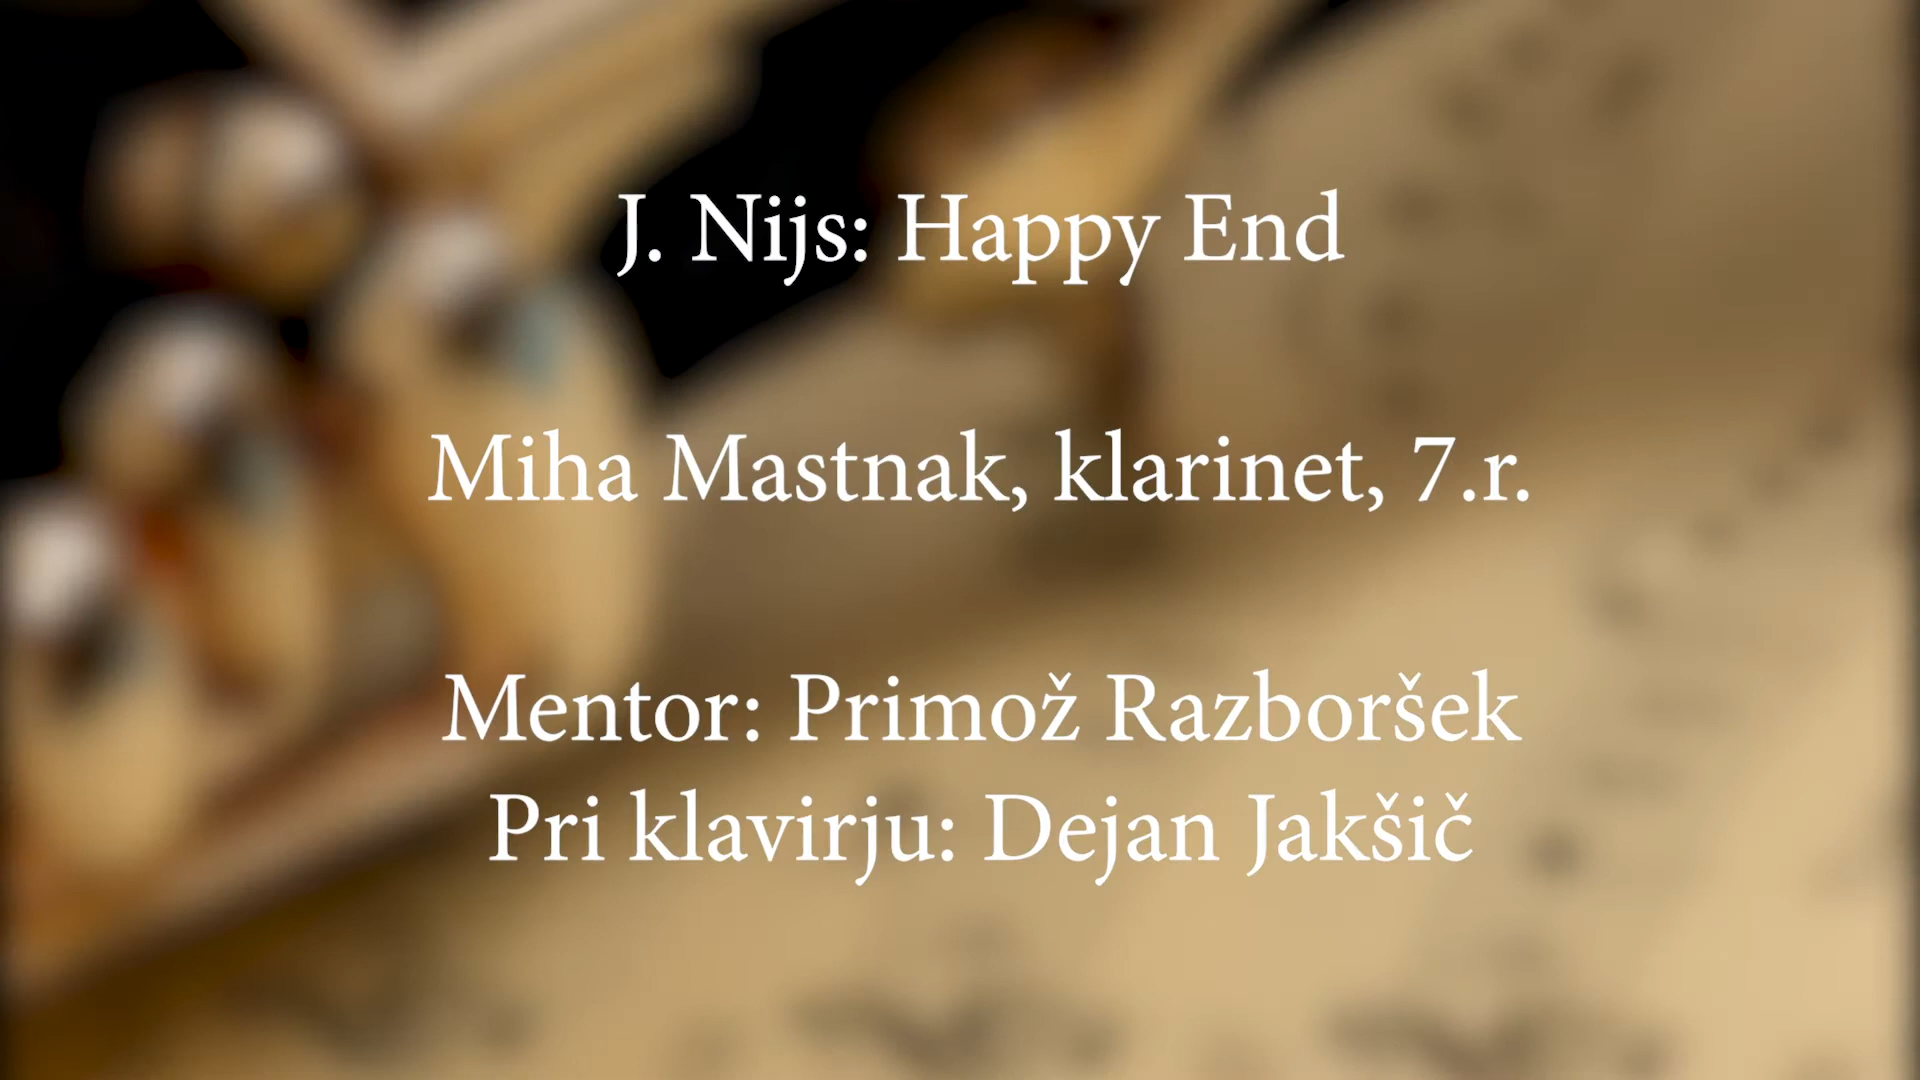 J. Nijs: Happy End
Miha Mastnak, klarinet, 7.r.
Mentor: Primož Razboršek
Pri klavirju: Dejan Jakšič